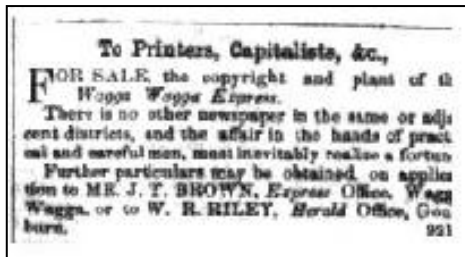 To Printers, Capitalists, &c.,
FOR SALE, the copyright and plant of th
Wagga Wagga Express.
There is no other newspaper in the same or adja
cent districts, and the affair in the hands of pract
cal and careful men, must inevitably realise a fortun
Further particulars may be obtained, on applica
tion to MR. J. T. BROWN, Express Office, Wagg
Wagga, or to W. R. RILEY, Herald Office, Gou
burn. 921